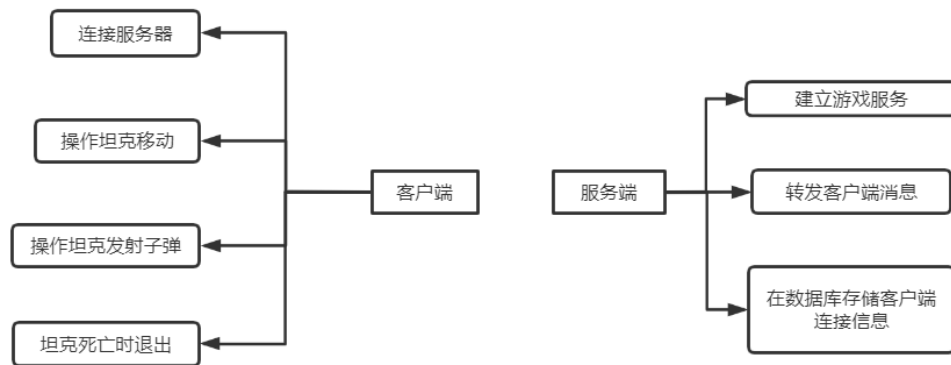 连接服务器
操作坦克移动
操作坦克发射子弹
坦克死亡时退出
客户端
服务端
建立游戏服务
转发客户端消息
在数据库存储客户端
连接信息